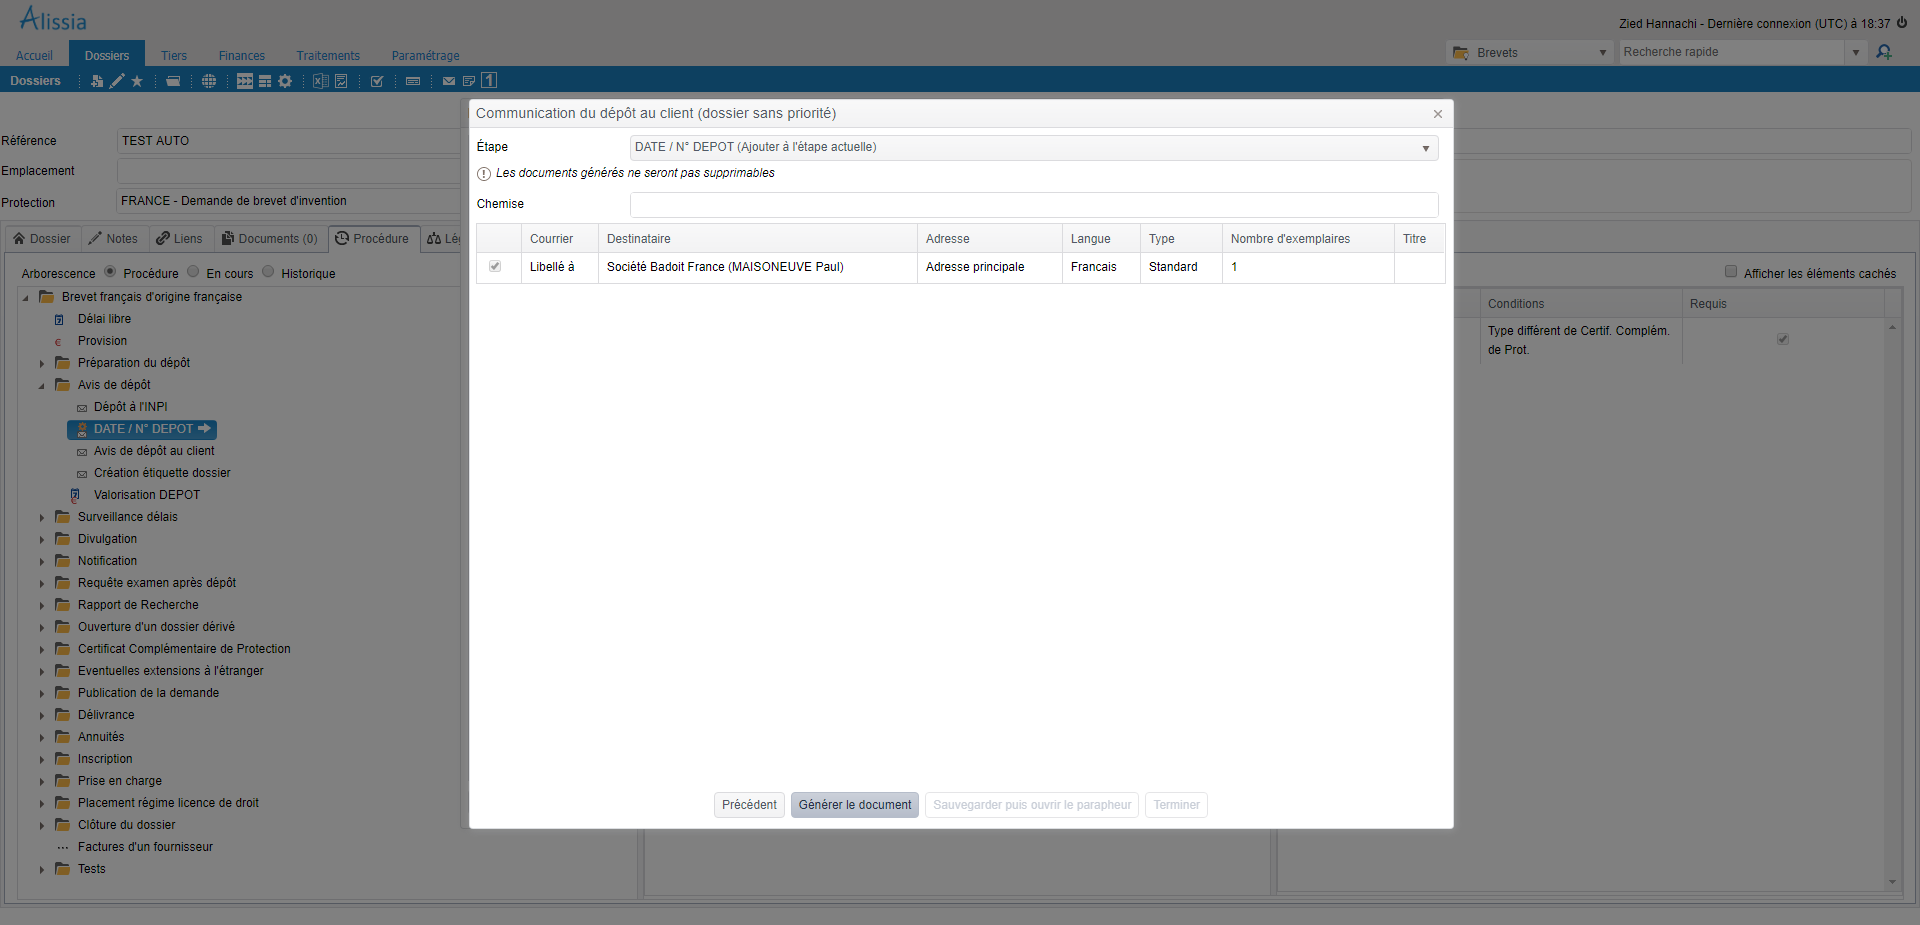 Alissia
Zied Hannachi - Dernière connexion (UTC) à 18:37
Accueil Dossiers Tiers Finances Traitements Paramétrage
Brevets Recherche rapide
Dossiers
1
Communication du dépôt au client (dossier sans priorité)
Référence TEST AUTO
Emplacement
Protection FRANCE - Demande de brevet d'invention
Étape DATE / N° DEPOT (Ajouter à l'étape actuelle)
Les documents générés ne seront pas supprimables
Chemise
Courrier Destinataire Adresse Langue Type Nombre d'exemplaires Titre
Libellé à Société Badoit France (MAISONEUVE Paul) Adresse principale Francais Standard 1
Précédent Générer le document Sauvegarder puis ouvrir le parapheur Terminer
Dossier Notes Liens Documents (0) Procédure Lé
Arborescence Procédure En cours Historique
Afficher les éléments cachés
Conditions Requis
Type différent de Certif. Complém.
de Prot.
Brevet français d'origine française
Délai libre
Provision
Préparation du dépôt
Avis de dépôt
Dépôt à l'INPI
DATE / N° DEPOT
Avis de dépôt au client
Création étiquette dossier
Valorisation DEPOT
Surveillance délais
Divulgation
Notification
Requête examen après dépôt
Rapport de Recherche
Ouverture d'un dossier dérivé
Certificat Complémentaire de Protection
Eventuelles extensions à l'étranger
Publication de la demande
Délivrance
Annuités
Inscription
Prise en charge
Placement régime licence de droit
Clôture du dossier
Factures d'un fournisseur
Tests